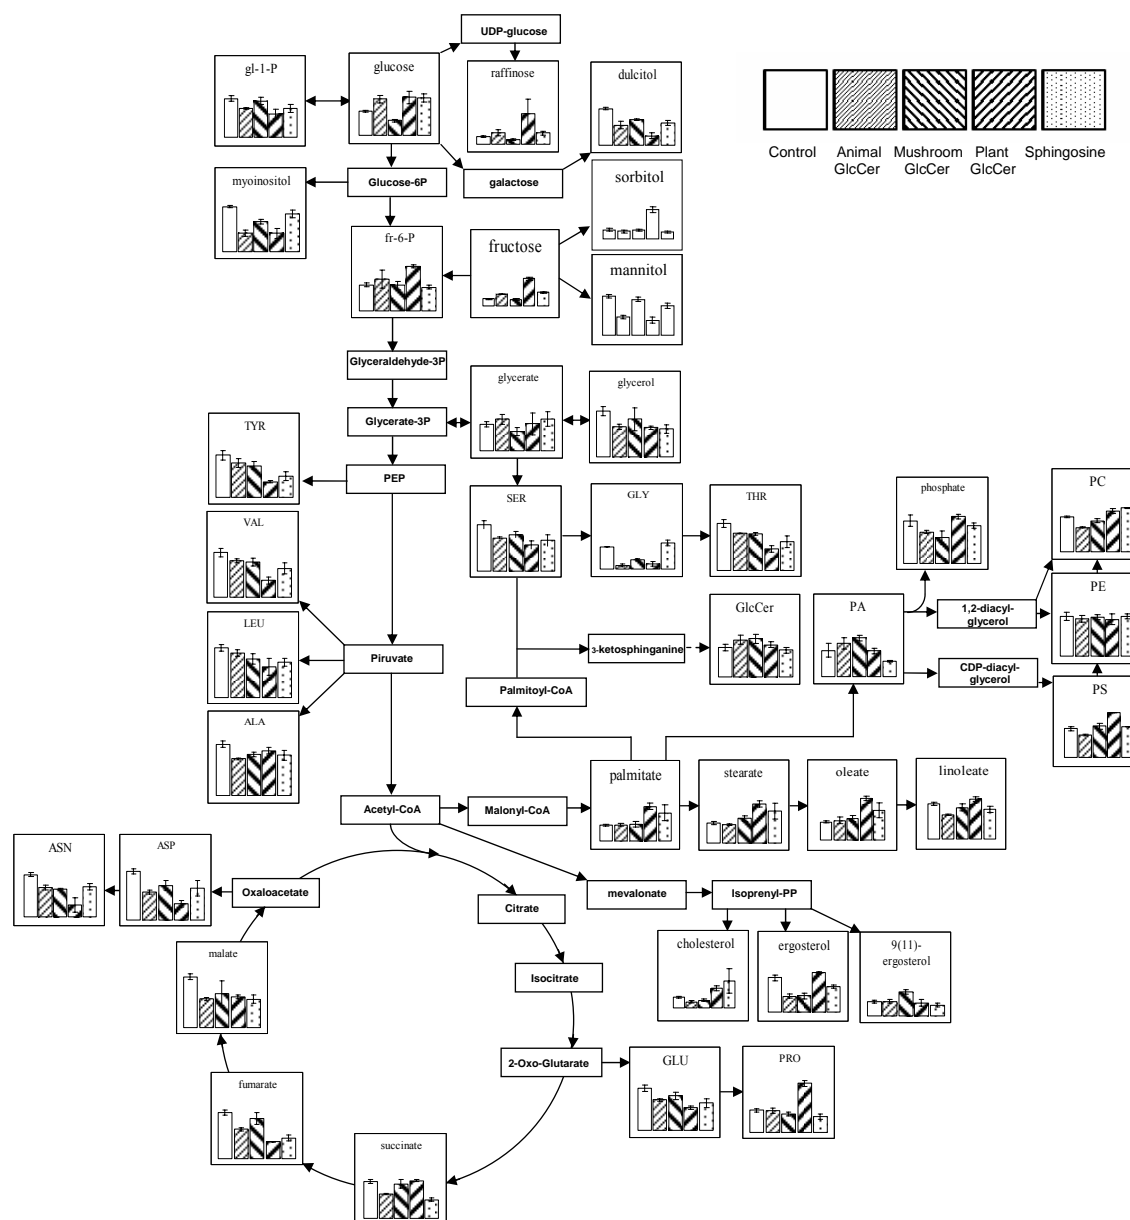 UDP-glucose
gl-1-P
glucose
raffinose
dulcitol
Control
Animal
GlcCer
Mushroom
GlcCer
Plant
GlcCer
Sphingosine
myoinositol
Glucose-6P
galactose
sorbitol
fr-6-P
fructose
mannitol
Glyceraldehyde-3P
glycerate
glycerol
TYR
Glycerate-3P
PEP
SER
GLY
THR
phosphate
PC
VAL
LEU
Piruvate
3-ketosphinganine
GlcCer
PA
1,2-diacyl-
glycerol
PE
CDP-diacyl-
glycerol
PS
Palmitoyl-CoA
ALA
palmitate
stearate
oleate
linoleate
Acetyl-CoA
Malonyl-CoA
ASN
ASP
Oxaloacetate
Citrate
mevalonate
Isoprenyl-PP
malate
Isocitrate
cholesterol
ergosterol
9(11)-
ergosterol
2-Oxo-Glutarate
GLU
PRO
fumarate
succinate